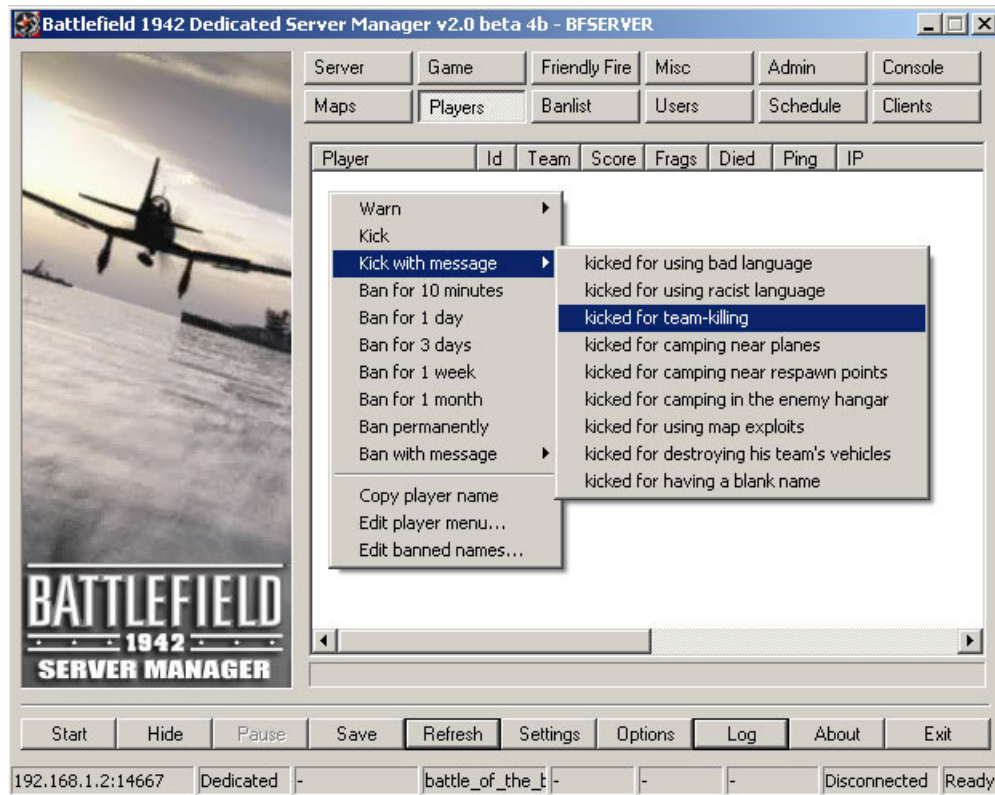 Battlefield 1942 Dedicated Server Manager v2.0 beta 4b - BFSERVER
Server Game Friendly Fire Misc Admin Console
Maps Players Banlist Users Schedule Clients
Player Id Team Score Frags Died Ping IP
Warn
Kick
Kick with message
Ban for 10 minutes
Ban for 1 day
Ban for 3 days
Ban for 1 week
Ban for 1 month
Ban permanently
Ban with message
Copy player name
Edit player menu...
Edit banned names...
kicked for using bad language
kicked for using racist language
kicked for team-killing
kicked for camping near planes
kicked for camping near respawn points
kicked for camping in the enemy hangar
kicked for using map exploits
kicked for destroying his team's vehicles
kicked for having a blank name
BATTLEFIELD
1942
SERVER MANAGER
Start Hide Pause Save Refresh Settings Options Log About Exit
192.168.1.2:14667 Dedicated - battle_of_the_b - - - Disconnected Ready